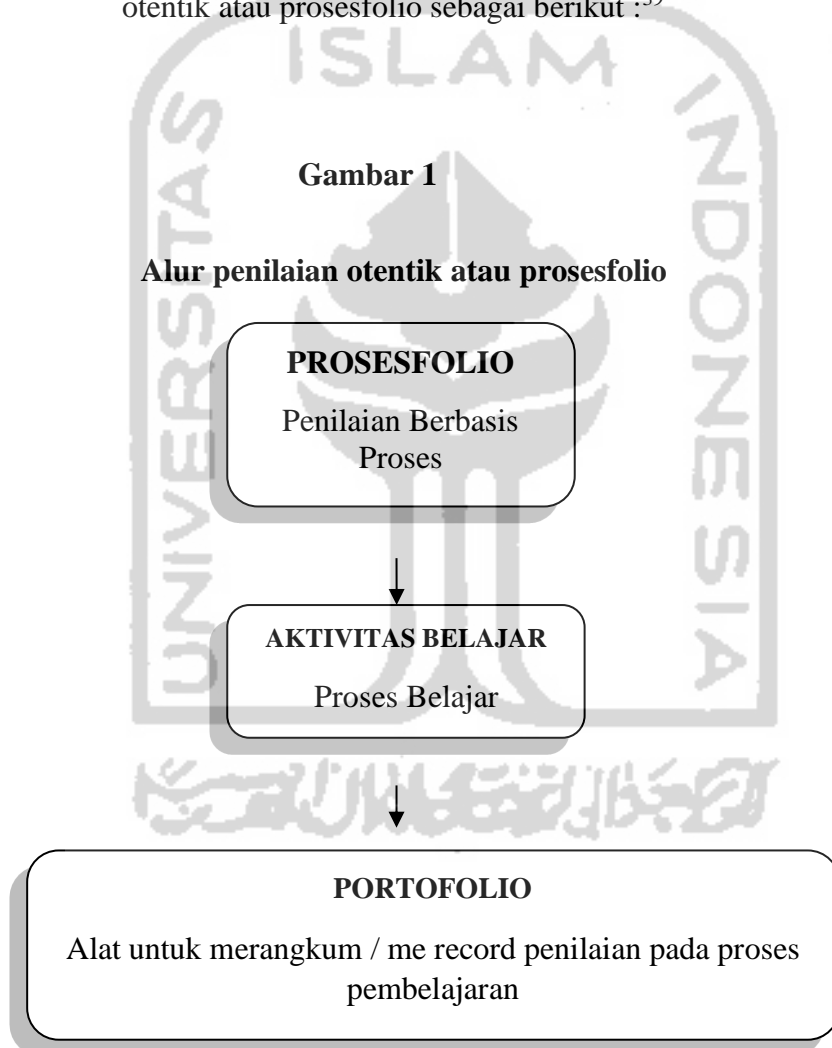 otentik atau prosesfolio sebagai berikut :39
ISLAM
UNIVERSITAS
INDONESIA
Gambar 1
Alur penilaian otentik atau prosesfolio
PROSESFOLIO
Penilaian Berbasis
Proses
AKTIVITAS BELAJAR
Proses Belajar
PORTOFOLIO
Alat untuk merangkum / me record penilaian pada proses
pembelajaran